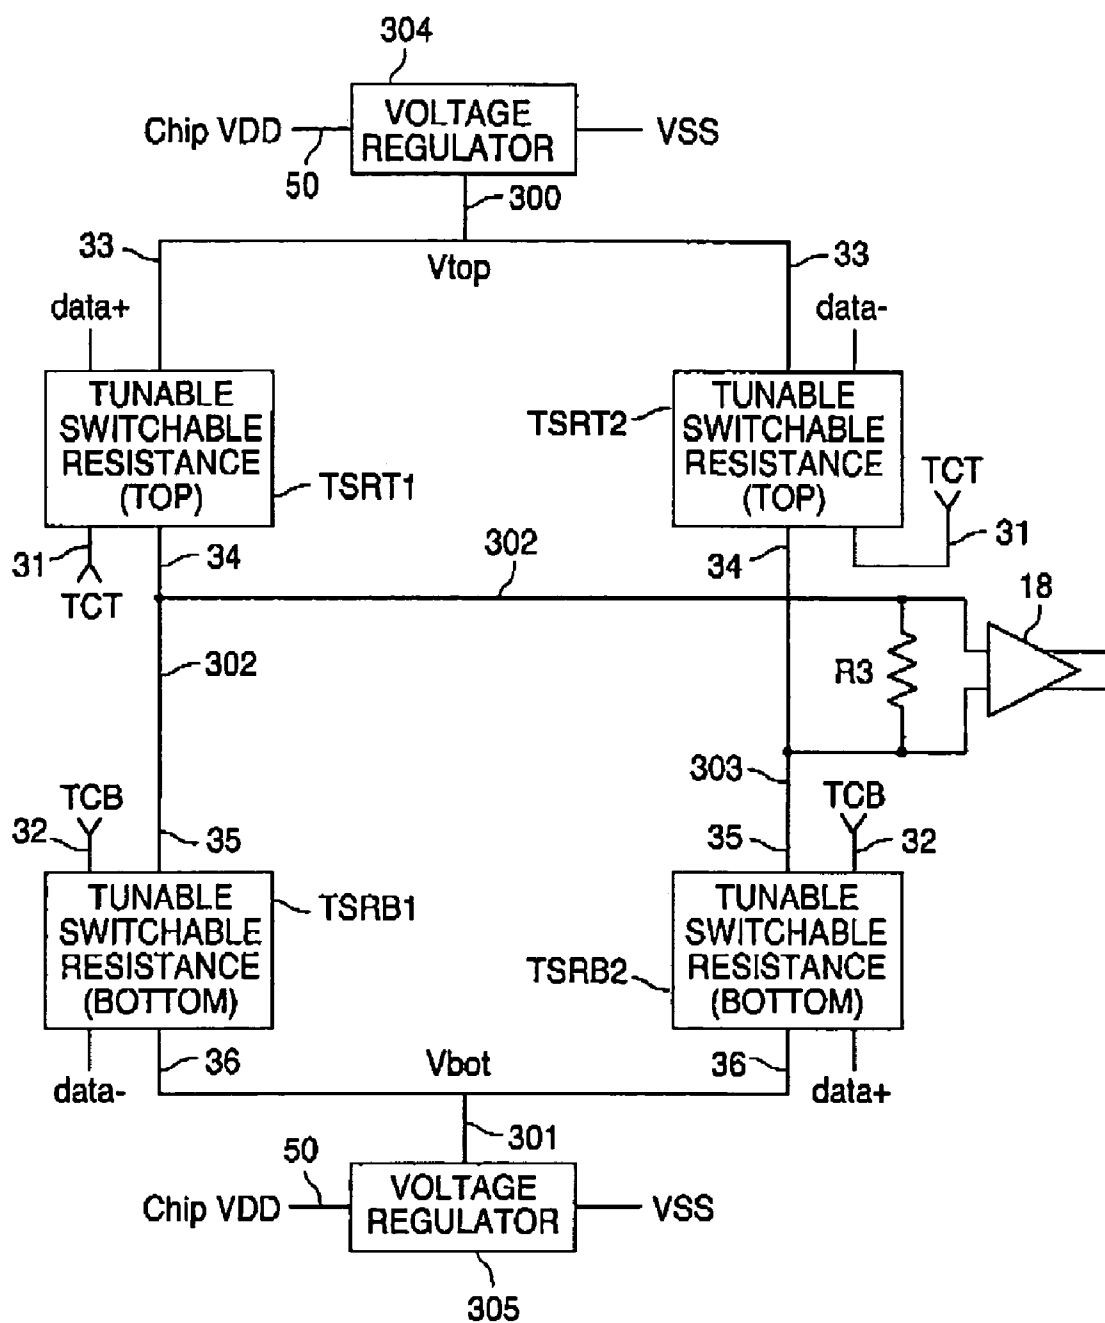 304
Chip VDD
VOLTAGE
REGULATOR
VSS
50
300
33
Vtop
33
data+
data-
TUNABLE
SWITCHABLE
RESISTANCE
(TOP)
TSRT1
TSRT2
TUNABLE
SWITCHABLE
RESISTANCE
(TOP)
TCT
31
31
34
302
34
TCT
18
302
R3
303
TCB
TCB
32
35
35
32
TUNABLE
SWITCHABLE
RESISTANCE
(BOTTOM)
TSRB1
TSRB2
TUNABLE
SWITCHABLE
RESISTANCE
(BOTTOM)
data-
36
Vbot
36
data+
301
50
Chip VDD
VOLTAGE
REGULATOR
VSS
305